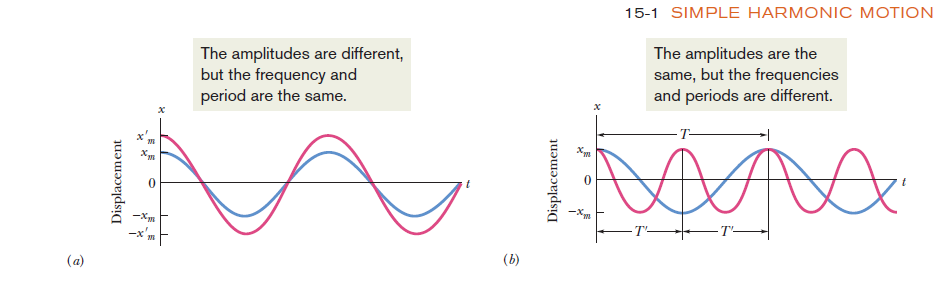 15-1 SIMPLE HARMONIC MOTION
The amplitudes are different,
but the frequency and
period are the same.
x
x′m
xm
0
−xm
−x′m
Displacement
t
(a)
The amplitudes are the
same, but the frequencies
and periods are different.
x
T
xm
0
−xm
Displacement
t
T′
T′
(b)